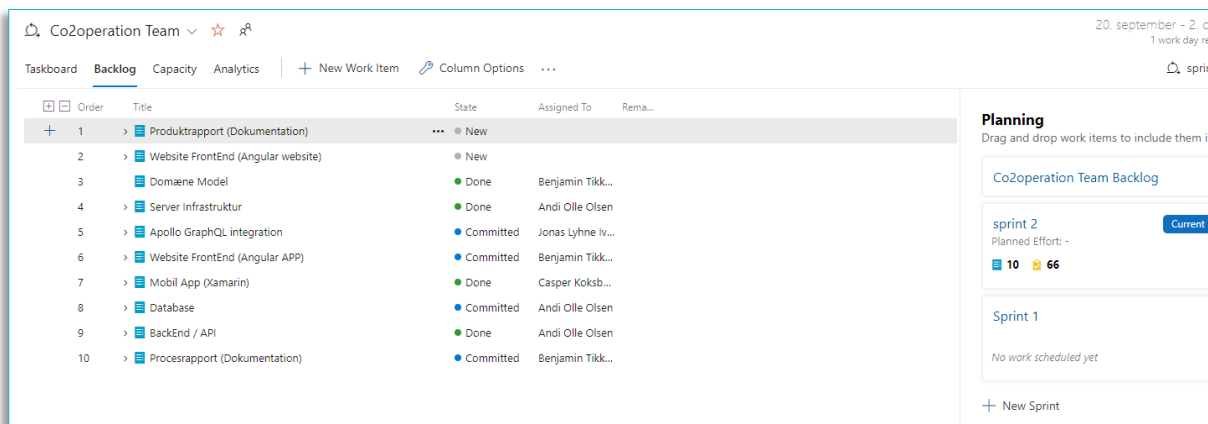 Co2operation Team
20. september - 2.
1 work day
Taskboard Backlog Capacity Analytics + New Work Item Column Options ...
Order Title State Assigned To Rema...
1 Produktrapport (Dokumentation) ... New
2 Website FrontEnd (Angular website) New
3 Domæne Model Done Benjamin Tikk...
4 Server Infrastruktur Done Andi Olle Olsen
5 Apollo GraphQL integration Committed Jonas Lyhne Iv...
6 Website FrontEnd (Angular APP) Committed Benjamin Tikk...
7 Mobil App (Xamarin) Done Casper Koksb...
8 Database Committed Andi Olle Olsen
9 BackEnd / API Done Andi Olle Olsen
10 Procesrapport (Dokumentation) Committed Benjamin Tikk...
Planning
Drag and drop work items to include them
Co2operation Team Backlog
sprint 2 Current
Planned Effort: -
10 66
Sprint 1
No work scheduled yet
+ New Sprint